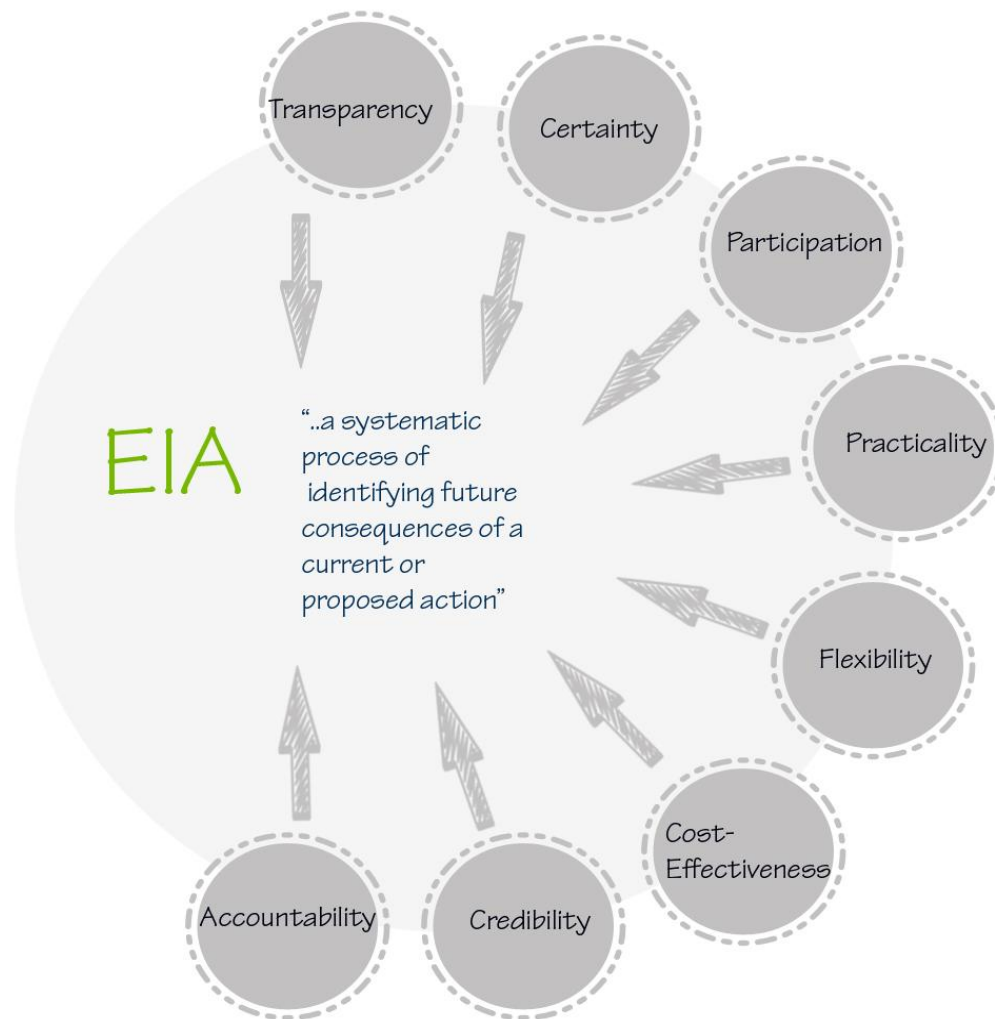 Transparency
Certainty
Participation
Practicality
EIA
“..a systematic
process of
identifying future
consequences of a
current or
proposed action”
Flexibility
Cost-
Effectiveness
Credibility
Accountability